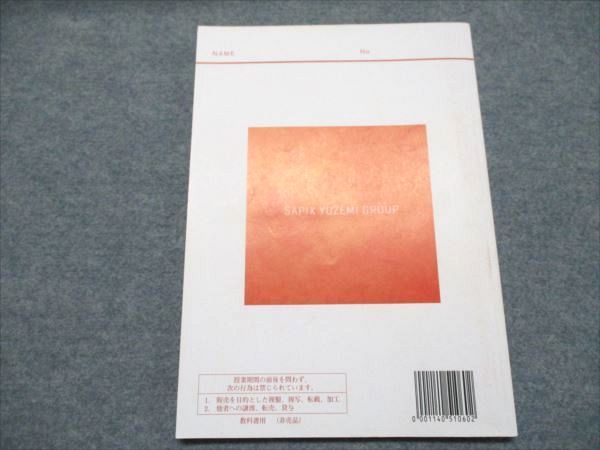 NAME No
SAPIX YOZEMI GROUP
授業期間の前後を問わず、
次の行為は禁じられています。
1. 販売を目的とした複製、複写、転載、加工
2. 他者への譲渡、転売、貸与
教科書用 (非売品)
0 001140 510602